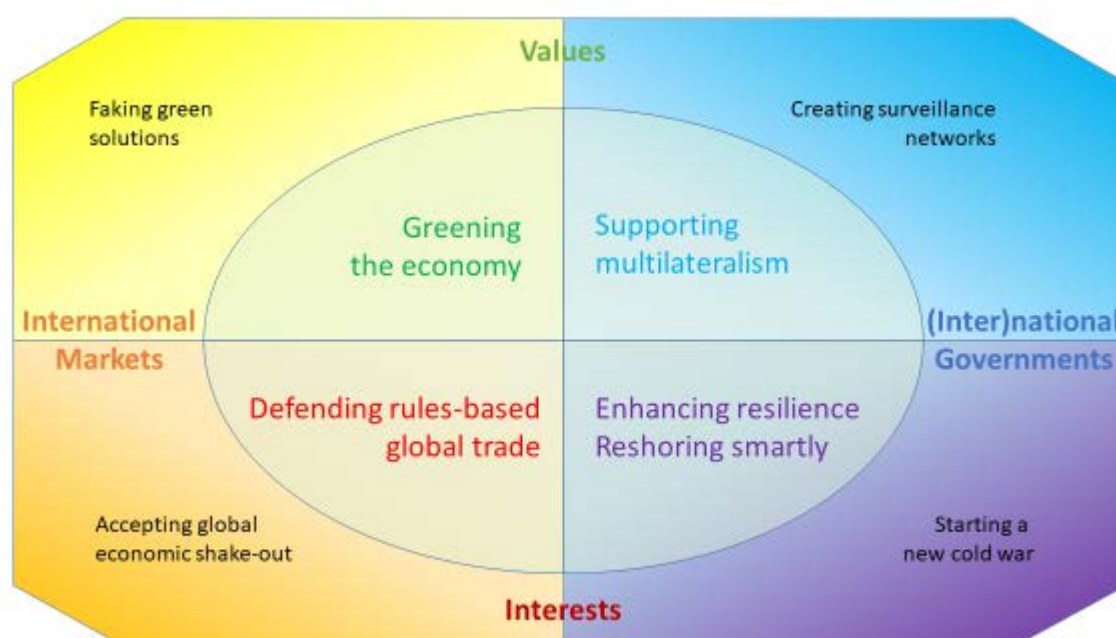 Values
Faking green
solutions
Creating surveillance
networks
Greening
the economy
Supporting
multilateralism
International
Markets
(Inter)national
Governments
Defending rules-based
global trade
Enhancing resilience
Reshoring smartly
Accepting global
economic shake-out
Starting a
new cold war
Interests